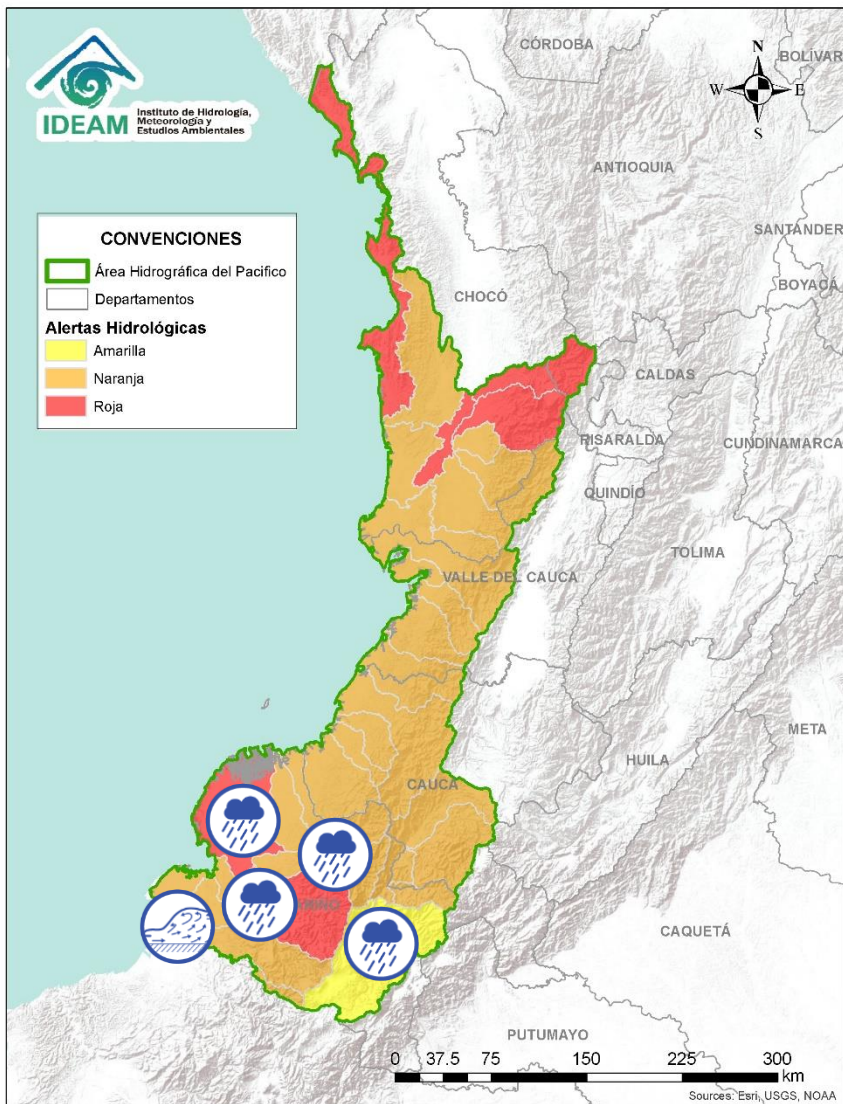 IDEAM
Instituto de Hidrología,
Meteorología y
Estudios Ambientales
N
W
E
S
CÓRDOBA
BOLÍVAR
ANTIOQUIA
SANTANDER
BOYACÁ
CHOCÓ
CALDAS
RISARALDA
CUNDINAMARCA
QUINDÍO
TOLIMA
VALLE DEL CAUCA
META
HUILA
CAUCA
CAQUETÁ
PUTUMAYO
CONVENCIONES
Área Hidrográfica del Pacifico
Departamentos
Alertas Hidrológicas
Amarilla
Naranja
Roja
0 37.5 75 150 225 300
km
Sources: Esri, USGS, NOAA